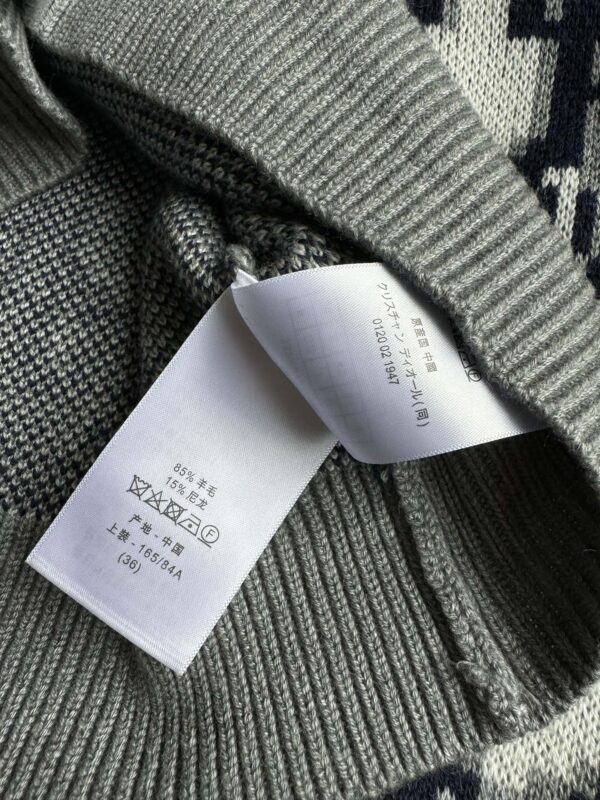 85% 羊毛
15% 尼龙
产地 - 中国
上装 - 165/84A
(36)
原産国 中国
クリスチャン ディオール(同)
0120 02 1947